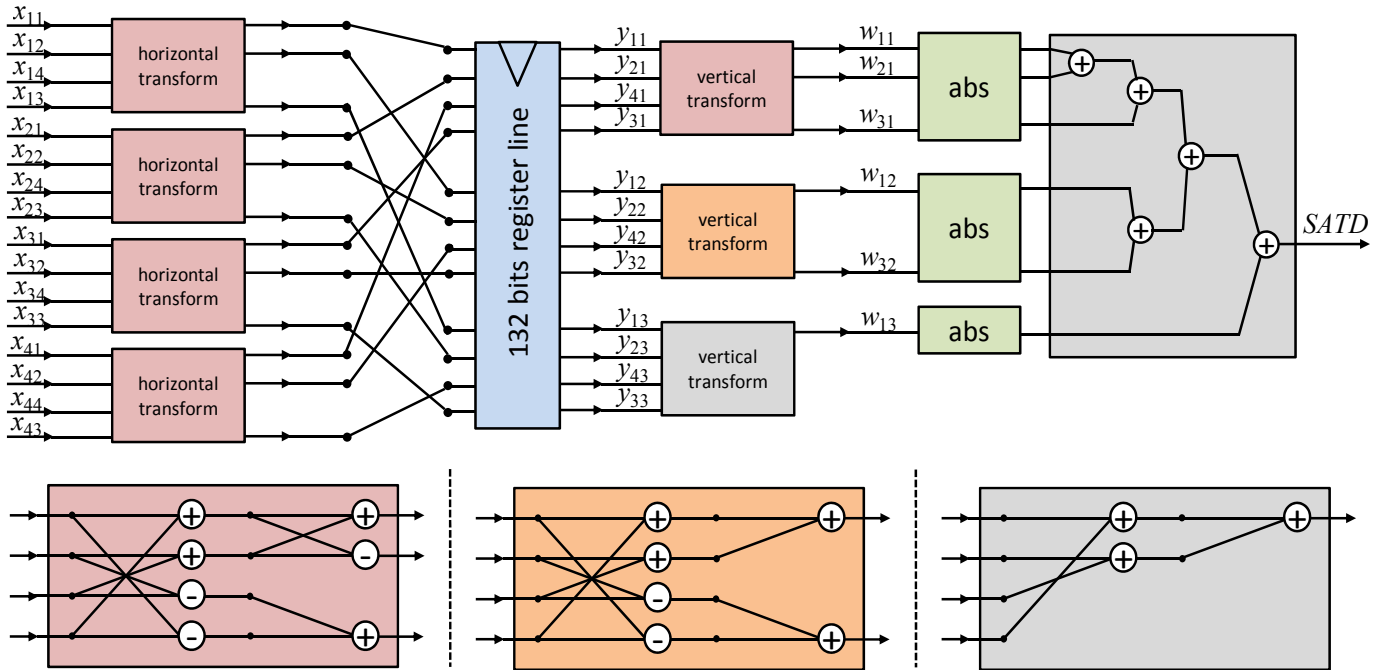 x11
x12
x14
x13
horizontal
transform
x21
x22
x24
x23
horizontal
transform
x31
x32
x34
x33
horizontal
transform
x41
x42
x44
x43
horizontal
transform
132 bits register line
y11
y21
y41
y31
vertical
transform
w11
w21
w31
abs
y12
y22
y42
y32
vertical
transform
w12
w32
abs
y13
y23
y43
y33
vertical
transform
w13
abs
+
+
+
+
+
SATD
+
+
-
-
+
-
+
+
+
-
-
+
+
+
+
+